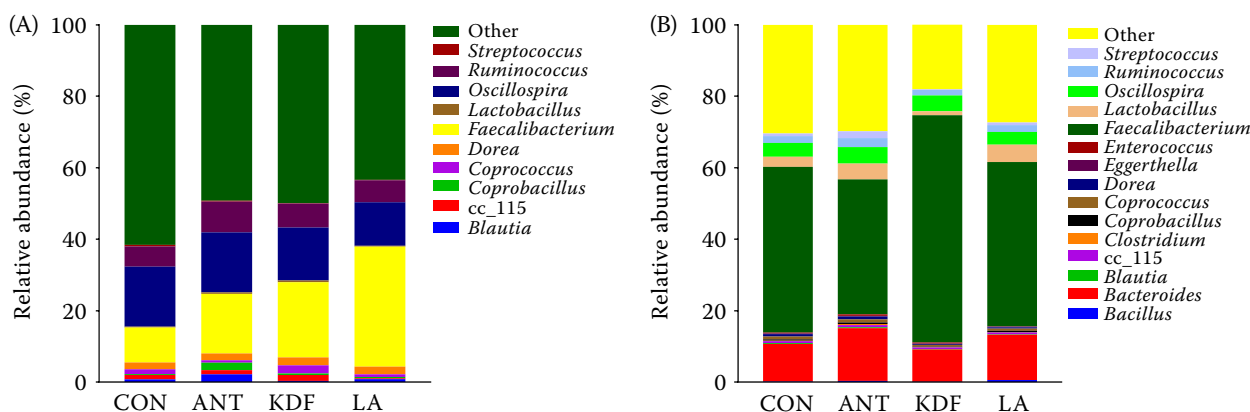 (A)
Relative abundance (%)
100
80
60
40
20
0
CON ANT KDF LA
Other
Streptococcus
Ruminococcus
Oscillospira
Lactobacillus
Faecalibacterium
Dorea
Coprococcus
Coprobacillus
cc_115
Blautia
(B)
Relative abundance (%)
100
80
60
40
20
0
CON ANT KDF LA
Other
Streptococcus
Ruminococcus
Oscillospira
Lactobacillus
Faecalibacterium
Enterococcus
Eggerthella
Dorea
Coprococcus
Coprobacillus
Clostridium
cc_115
Blautia
Bacteroides
Bacillus